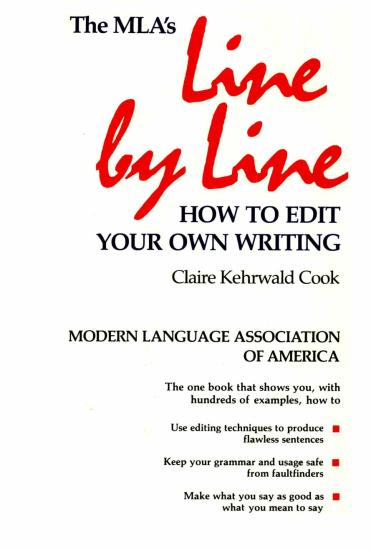 The MLA's
Line
by Line
HOW TO EDIT
YOUR OWN WRITING
Claire Kehrwald Cook
MODERN LANGUAGE ASSOCIATION
OF AMERICA
The one book that shows you, with
hundreds of examples, how to
Use editing techniques to produce
flawless sentences
Keep your grammar and usage safe
from faultfinders
Make what you say as good as
what you mean to say